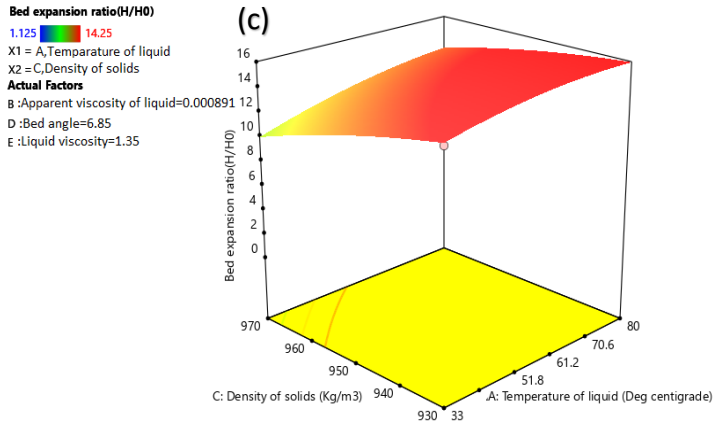 Bed expansion ratio(H/H0)
1.125 14.25
X1 = A,Temparature of liquid
X2 = C,Density of solids
Actual Factors
B :Apparent viscosity of liquid=0.000891
D :Bed angle=6.85
E :Liquid viscosity=1.35
(c)
Bed expansion ratio(H/H0)
16
14
12
10
8
6
4
2
0
970
960
950
940
930
33
51.8
61.2
70.6
80
C: Density of solids (Kg/m3)
.A: Temperature of liquid (Deg centigrade)